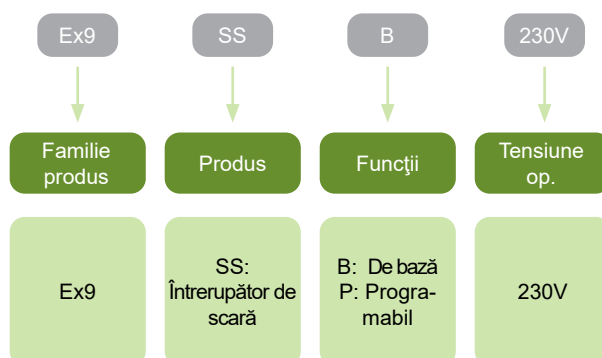 Ex9 SS B 230V
Familie produs
Produs
Funcţii
Tensiune op.
Ex9
SS:
Întrerupător de
scară
B: De bază
P: Progra-
mabil
230V